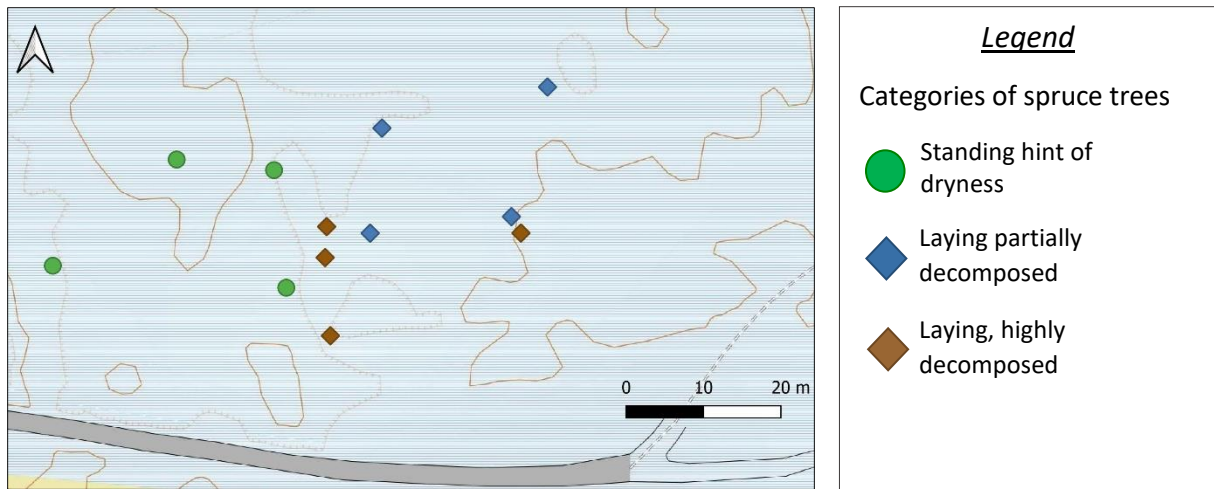 Legend
Categories of spruce trees
Standing hint of
dryness
Laying partially
decomposed
Laying, highly
decomposed
0 10 20 m